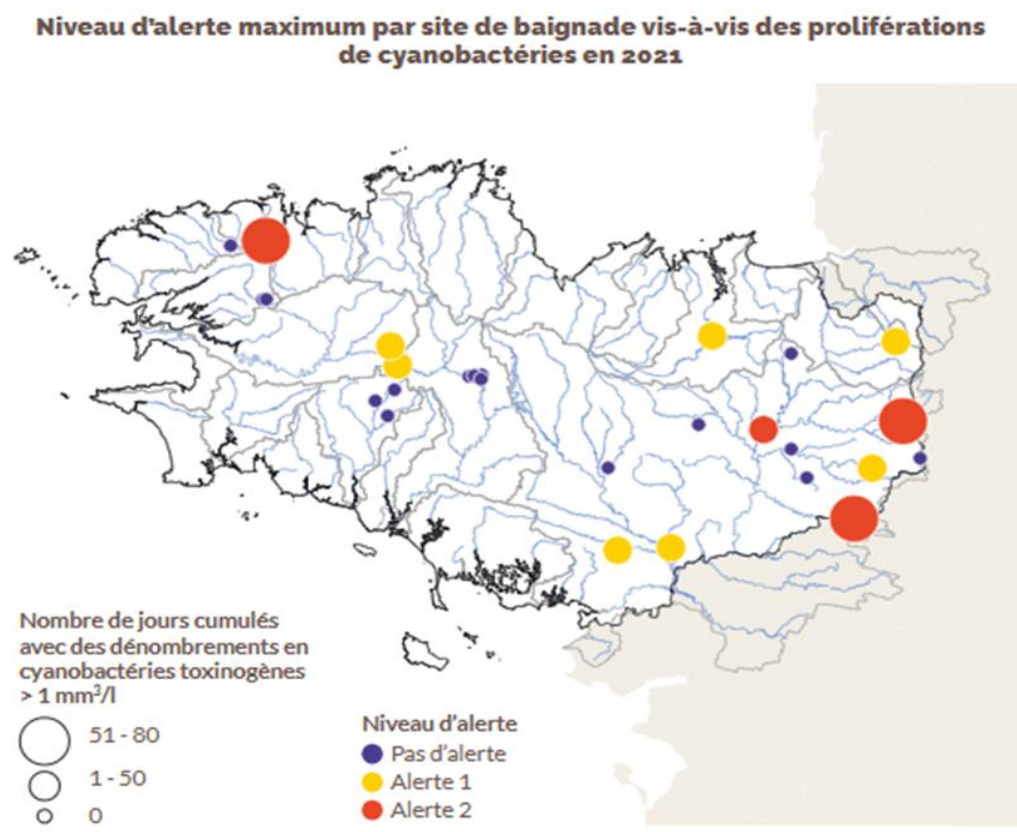 Niveau d'alerte maximum par site de baignade vis-à-vis des proliférations
de cyanobactéries en 2021
Nombre de jours cumulés
avec des dénombrements en
cyanobactéries toxinogènes
> 1 mm³/l
51 - 80
1 - 50
0
Niveau d'alerte
Pas d'alerte
Alerte 1
Alerte 2